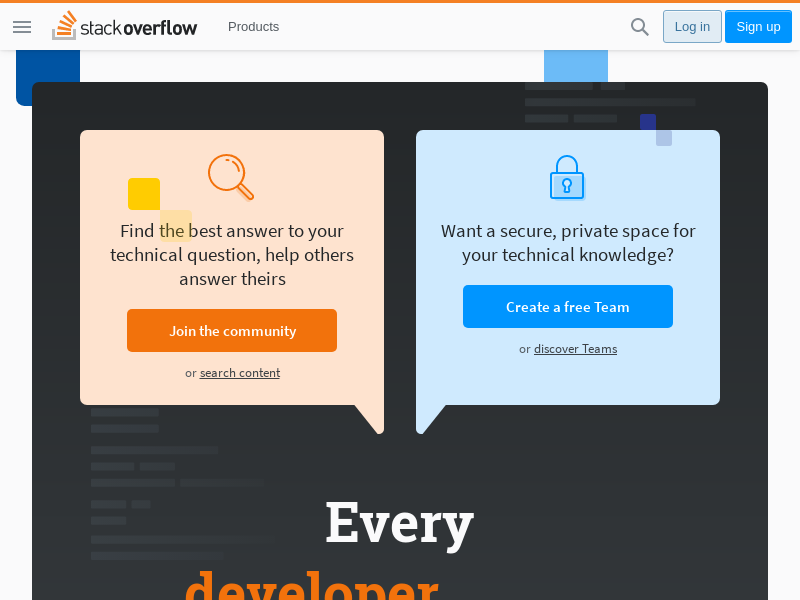 stackoverflow Products Log in Sign up
Find the best answer to your
technical question, help others
answer theirs
Join the community
or search content
Want a secure, private space for
your technical knowledge?
Create a free Team
or discover Teams
Every
developer